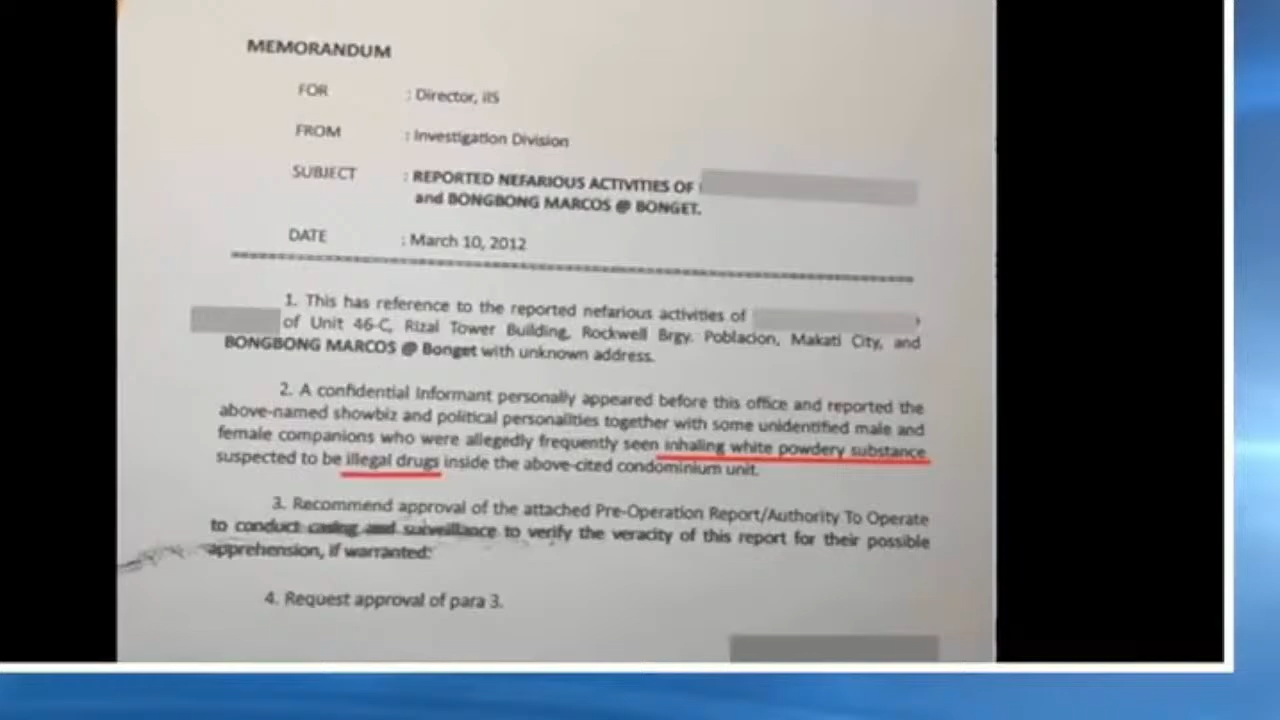 MEMORANDUM
FOR : Director, iIS
FROM : Investigation Division
SUBJECT : REPORTED NEFARIOUS ACTIVITIES OF
and BONGBONG MARCOS @ BONGET.
DATE : March 10, 2012
1. This has reference to the reported nefarious activities of ,
of Unit 46-C, Rizal Tower Building, Rockwell Brgy. Poblacion, Makati City, and
BONGBONG MARCOS @ Bonget with unknown address.
2. A confidential Informant personally appeared before this office and reported the
above-named showbiz and political personalities together with some unidentified male and
female companions who were allegedly frequently seen inhaling white powdery substance
suspected to be illegal drugs inside the above-cited condominium unit.
3. Recommend approval of the attached Pre-Operation Report/Authority To Operate
to conduct casing and surveillance to verify the veracity of this report for their possible
apprehension, if warranted:
4. Request approval of para 3.